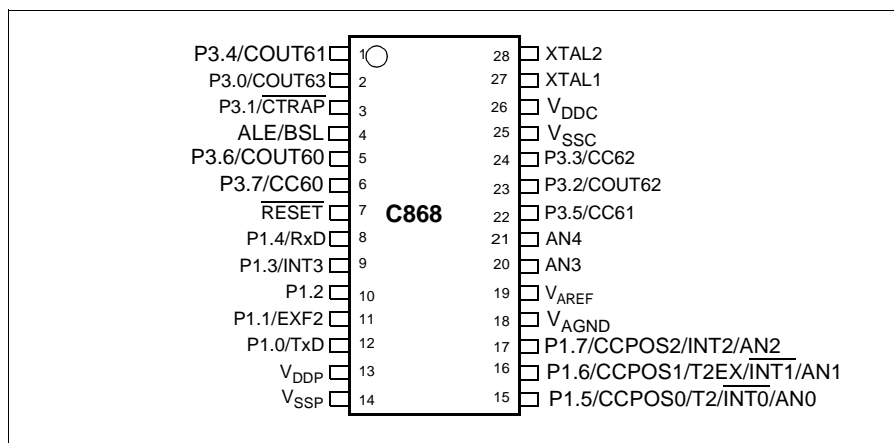 P3.4/COUT61 1 28 XTAL2
P3.0/COUT63 2 27 XTAL1
P3.1/CTRAP 3 26 VDDC
ALE/BSL 4 25 VSSC
P3.6/COUT60 5 24 P3.3/CC62
P3.7/CC60 6 23 P3.2/COUT62
RESET 7 C868 22 P3.5/CC61
P1.4/RxD 8 21 AN4
P1.3/INT3 9 20 AN3
P1.2 10 19 VAREF
P1.1/EXF2 11 18 VAGND
P1.0/TxD 12 17 P1.7/CCPOS2/INT2/AN2
VDDP 13 16 P1.6/CCPOS1/T2EX/INT1/AN1
VSSP 14 15 P1.5/CCPOS0/T2/INT0/AN0